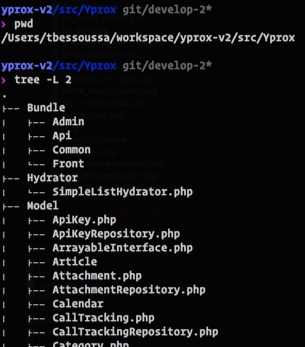 yprox-v2/src/Yprox git/develop-2*
❯ pwd
/Users/tbessoussa/workspace/yprox-v2/src/Yprox
yprox-v2/src/Yprox git/develop-2*
❯ tree -L 2
.
├── Bundle
│   ├── Admin
│   ├── Api
│   ├── Common
│   └── Front
├── Hydrator
│   └── SimpleListHydrator.php
├── Model
│   ├── ApiKey.php
│   ├── ApiKeyRepository.php
│   ├── ArrayableInterface.php
│   ├── Article
│   ├── Attachment.php
│   ├── AttachmentRepository.php
│   ├── Calendar
│   ├── CallTracking.php
│   ├── CallTrackingRepository.php
│   ├── Category.php